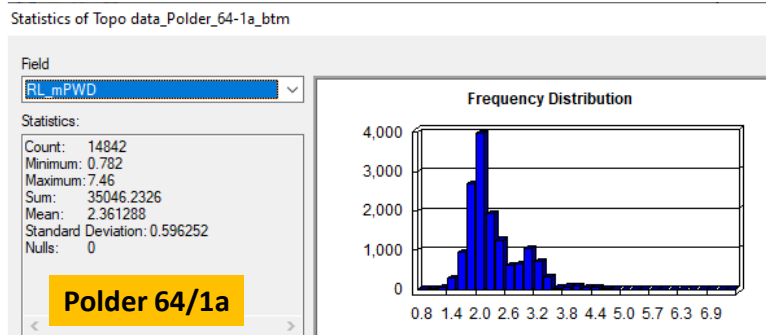 Statistics of Topo data_Polder_64-1a_btm
Field
RL_mPWD
Statistics:
Count: 14842
Minimum: 0.782
Maximum: 7.46
Sum: 35046.2326
Mean: 2.361288
Standard Deviation: 0.596252
Nulls: 0
Polder 64/1a
Frequency Distribution
4,000
3,000
2,000
1,000
0
0.8 1.4 2.0 2.6 3.2 3.8 4.4 5.0 5.7 6.3 6.9